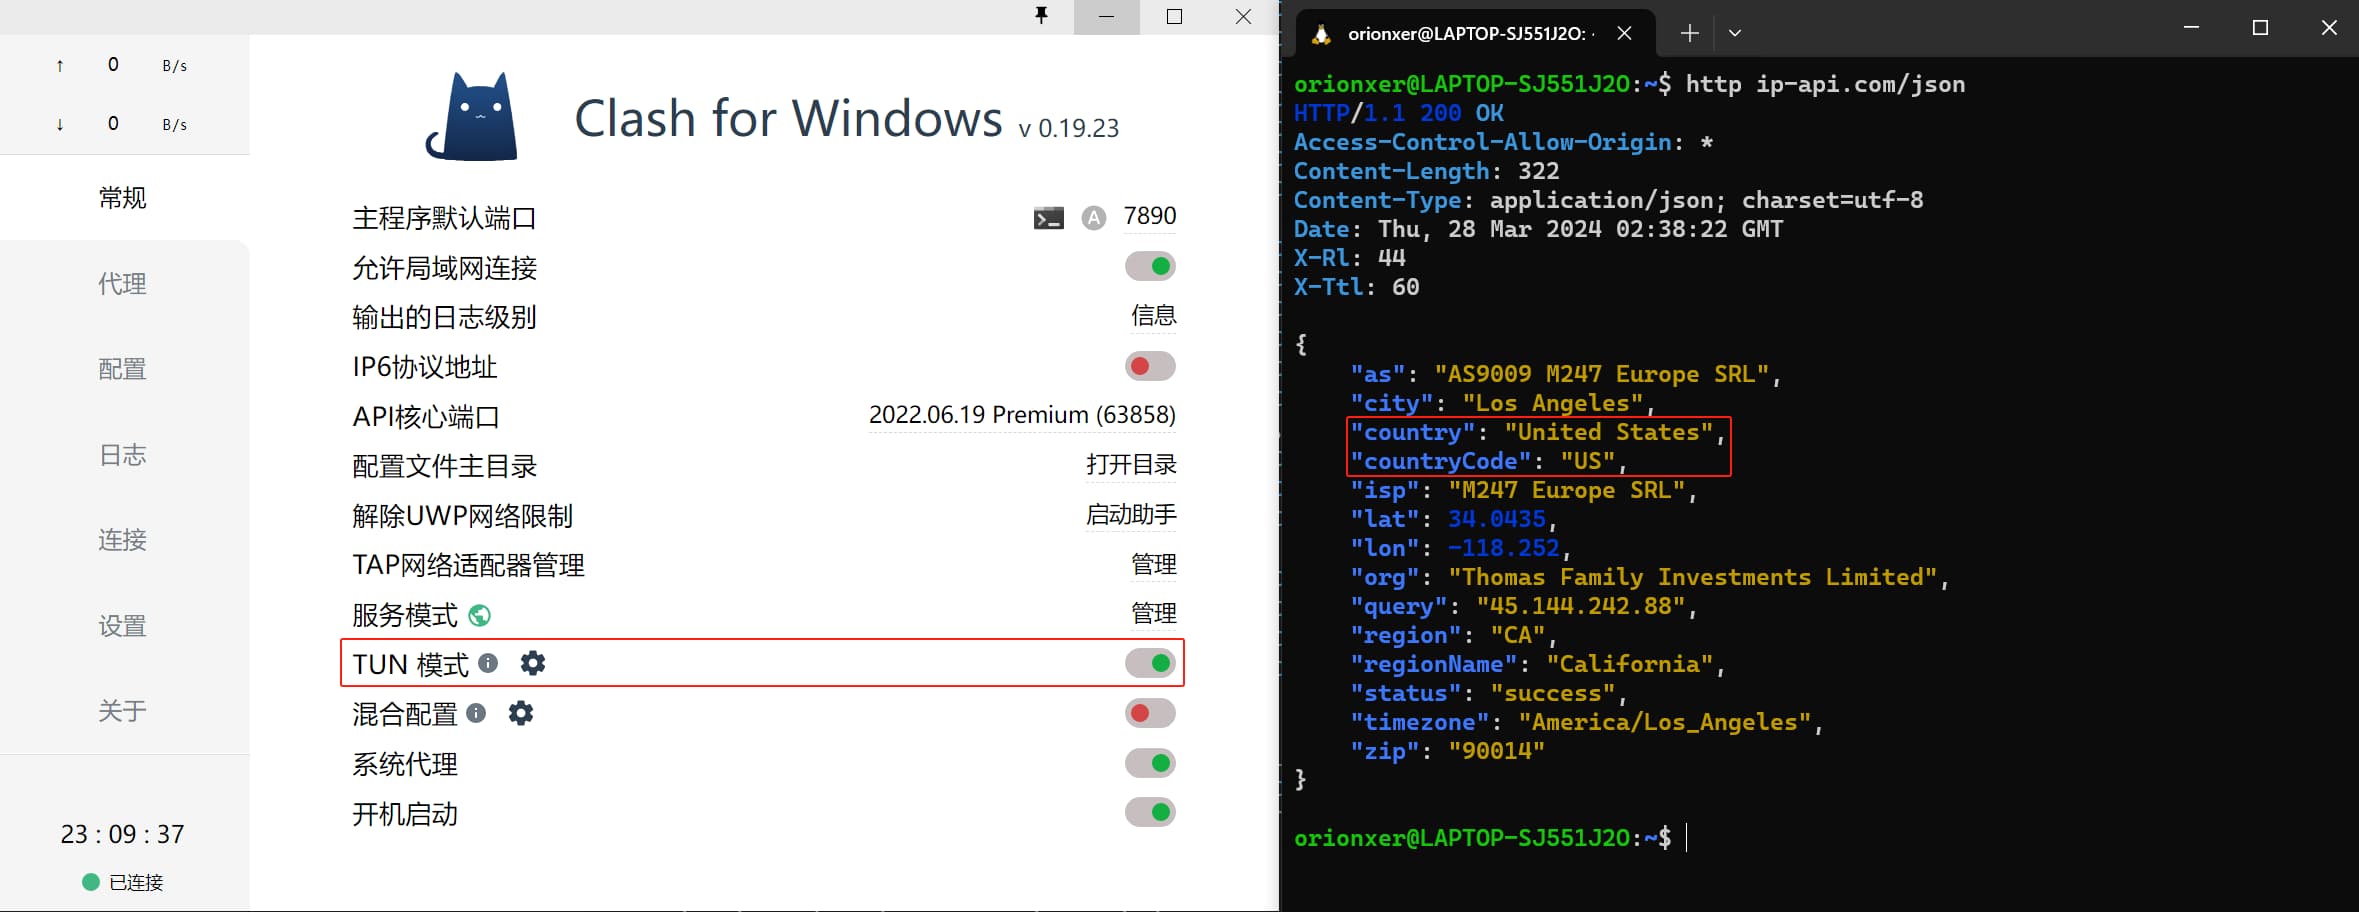 ↑ 0 B/s
↓ 0 B/s
常规
代理
配置
日志
连接
设置
关于
23 : 09 : 37
已连接
Clash for Windows v 0.19.23
主程序默认端口 A 7890
允许局域网连接
输出的日志级别 信息
IP6协议地址
API核心端口 2022.06.19 Premium (63858)
配置文件主目录 打开目录
解除UWP网络限制 启动助手
TAP网络适配器管理 管理
服务模式 管理
TUN 模式
混合配置
系统代理
开机启动
orionxer@LAPTOP-SJ551J2O: ·
orionxer@LAPTOP-SJ551J2O:~$ http ip-api.com/json
HTTP/1.1 200 OK
Access-Control-Allow-Origin: *
Content-Length: 322
Content-Type: application/json; charset=utf-8
Date: Thu, 28 Mar 2024 02:38:22 GMT
X-Rl: 44
X-Ttl: 60
{
"as": "AS9009 M247 Europe SRL",
"city": "Los Angeles",
"country": "United States",
"countryCode": "US",
"isp": "M247 Europe SRL",
"lat": 34.0435,
"lon": -118.252,
"org": "Thomas Family Investments Limited",
"query": "45.144.242.88",
"region": "CA",
"regionName": "California",
"status": "success",
"timezone": "America/Los_Angeles",
"zip": "90014"
}
orionxer@LAPTOP-SJ551J2O:~$